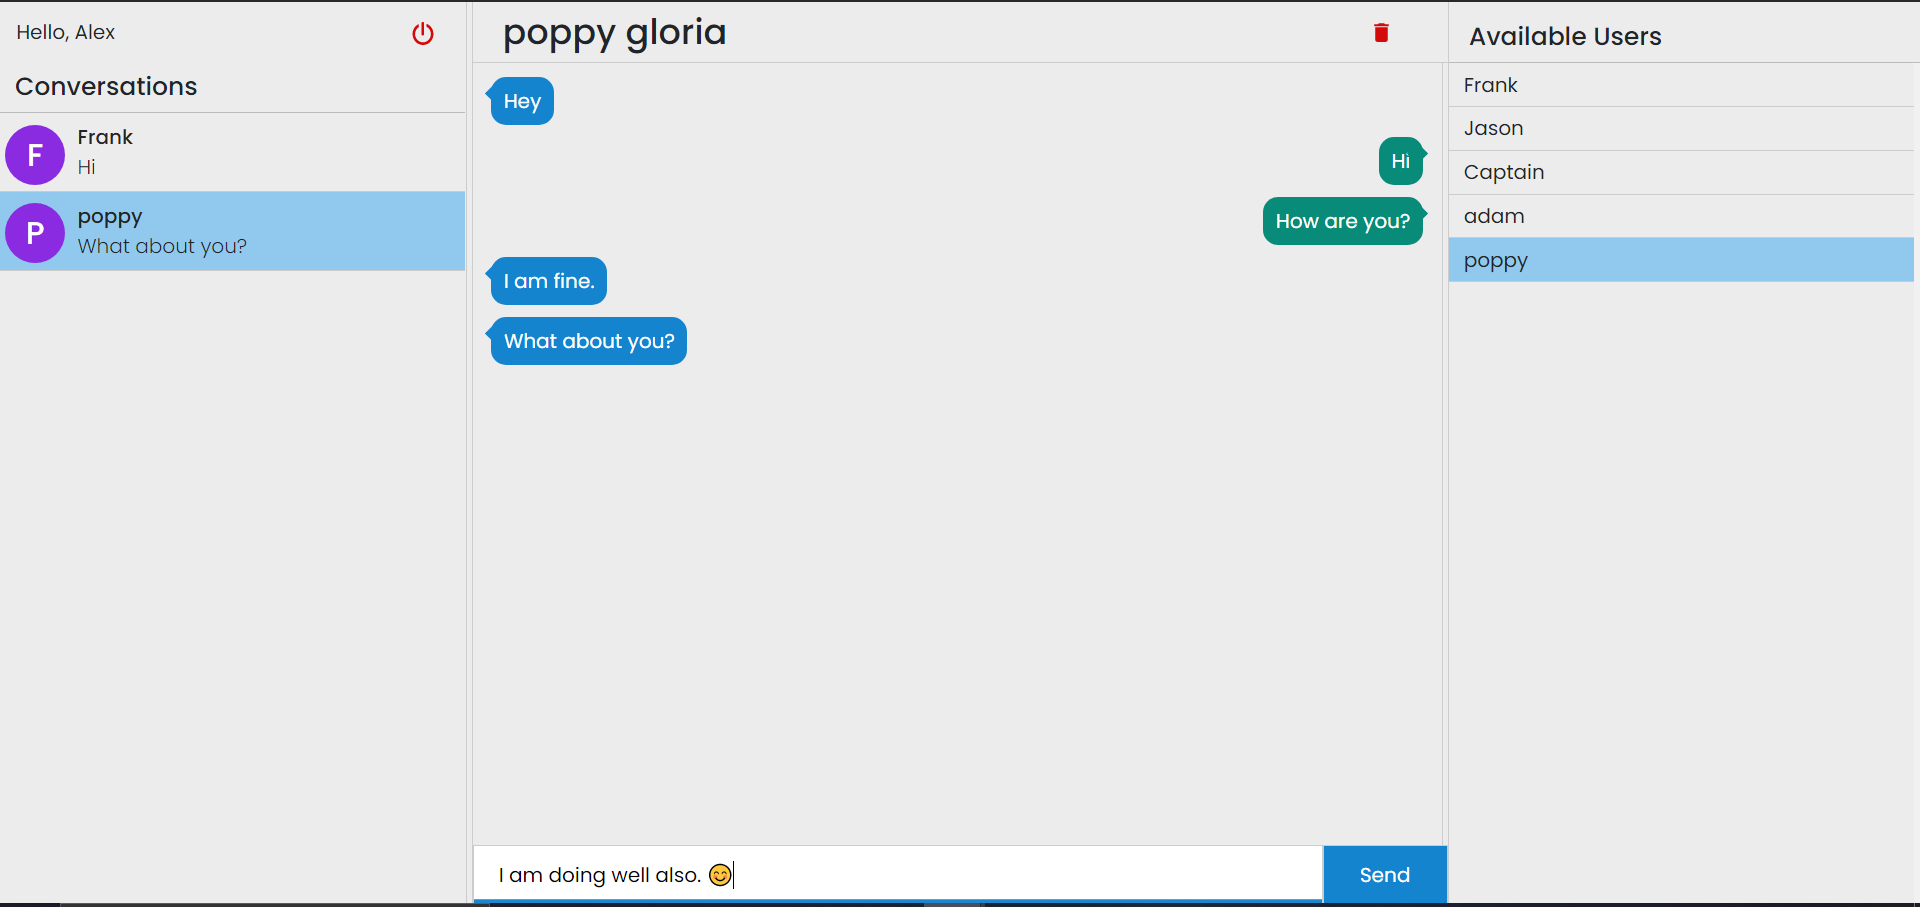 Hello, Alex
Conversations
F
Frank
Hi
P
poppy
What about you?
poppy gloria
Hey
Hi
How are you?
I am fine.
What about you?
I am doing well also. 😊
Send
Available Users
Frank
Jason
Captain
adam
poppy